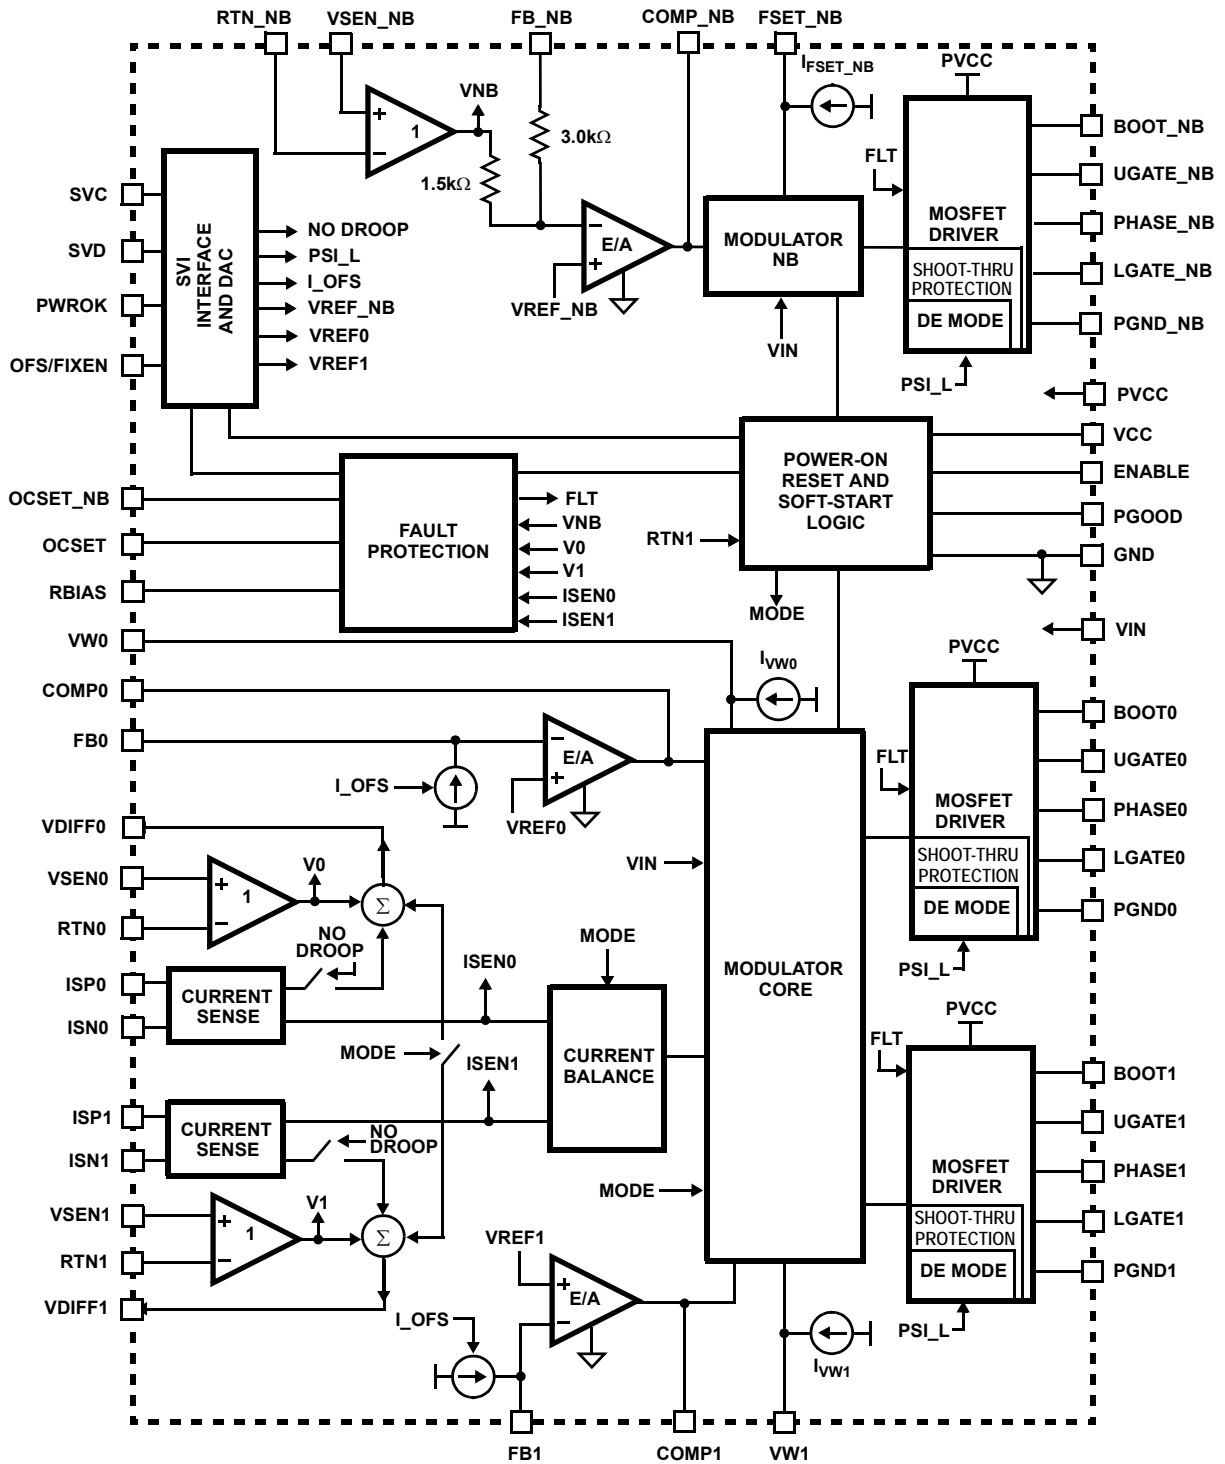 RTN_NB
VSEN_NB
FB_NB
COMP_NB
FSET_NB
IFSET_NB
PVCC
VNB
+
1
−
3.0kΩ
1.5kΩ
FLT
MOSFET
DRIVER
SHOOT-THRU
PROTECTION
DE MODE
PSI_L
BOOT_NB
UGATE_NB
PHASE_NB
LGATE_NB
PGND_NB
SVC
SVD
PWROK
OFS/FIXEN
SVI
INTERFACE
AND DAC
NO DROOP
PSI_L
I_OFS
VREF_NB
VREF0
VREF1
−
E/A
+
VREF_NB
MODULATOR
NB
VIN
PVCC
VCC
ENABLE
PGOOD
GND
VIN
POWER-ON
RESET AND
SOFT-START
LOGIC
RTN1
MODE
OCSET_NB
OCSET
RBIAS
FAULT
PROTECTION
FLT
VNB
V0
V1
ISEN0
ISEN1
VW0
COMP0
FB0
IVW0
−
E/A
+
I_OFS
VREF0
PVCC
FLT
MOSFET
DRIVER
SHOOT-THRU
PROTECTION
DE MODE
PSI_L
BOOT0
UGATE0
PHASE0
LGATE0
PGND0
VDIFF0
VSEN0
RTN0
+
1
−
V0
Σ
NO
DROOP
VIN
ISP0
ISN0
CURRENT
SENSE
ISEN0
MODE
CURRENT
BALANCE
MODULATOR
CORE
MODE
ISEN1
ISP1
ISN1
CURRENT
SENSE
NO
DROOP
MODE
PVCC
FLT
MOSFET
DRIVER
SHOOT-THRU
PROTECTION
DE MODE
PSI_L
BOOT1
UGATE1
PHASE1
LGATE1
PGND1
VSEN1
RTN1
VDIFF1
+
1
−
V1
Σ
VREF1
+
E/A
−
I_OFS
IVW1
FB1
COMP1
VW1